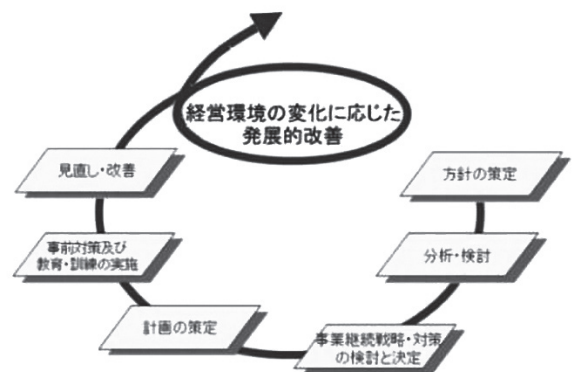 経営環境の変化に応じた
発展的改善
見直し・改善
方針の策定
事前対策及び
教育・訓練の実施
分析・検討
計画の策定
事業継続戦略・対策
の検討と決定